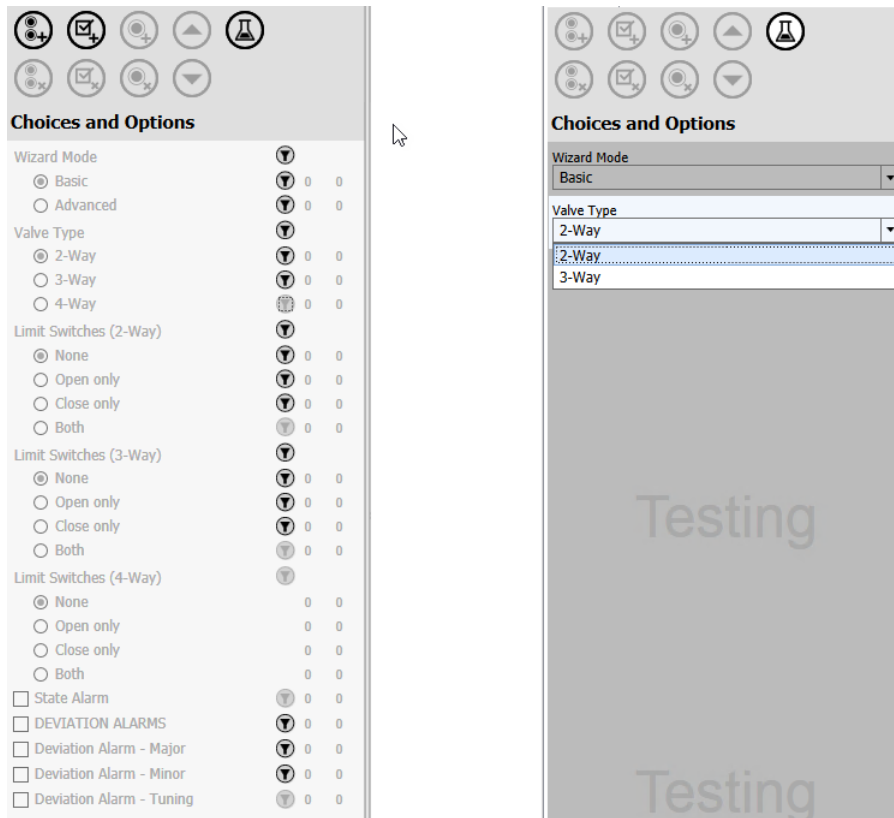 Choices and Options
Wizard Mode
Basic 0 0
Advanced 0 0
Valve Type
2-Way 0 0
3-Way 0 0
4-Way 0 0
Limit Switches (2-Way)
None 0 0
Open only 0 0
Close only 0 0
Both 0 0
Limit Switches (3-Way)
None 0 0
Open only 0 0
Close only 0 0
Both 0 0
Limit Switches (4-Way)
None 0 0
Open only 0 0
Close only 0 0
Both 0 0
State Alarm 0 0
DEVIATION ALARMS 0 0
Deviation Alarm - Major 0 0
Deviation Alarm - Minor 0 0
Deviation Alarm - Tuning 0 0
Choices and Options
Wizard Mode
Basic
Valve Type
2-Way
2-Way
3-Way
Testing
Testing